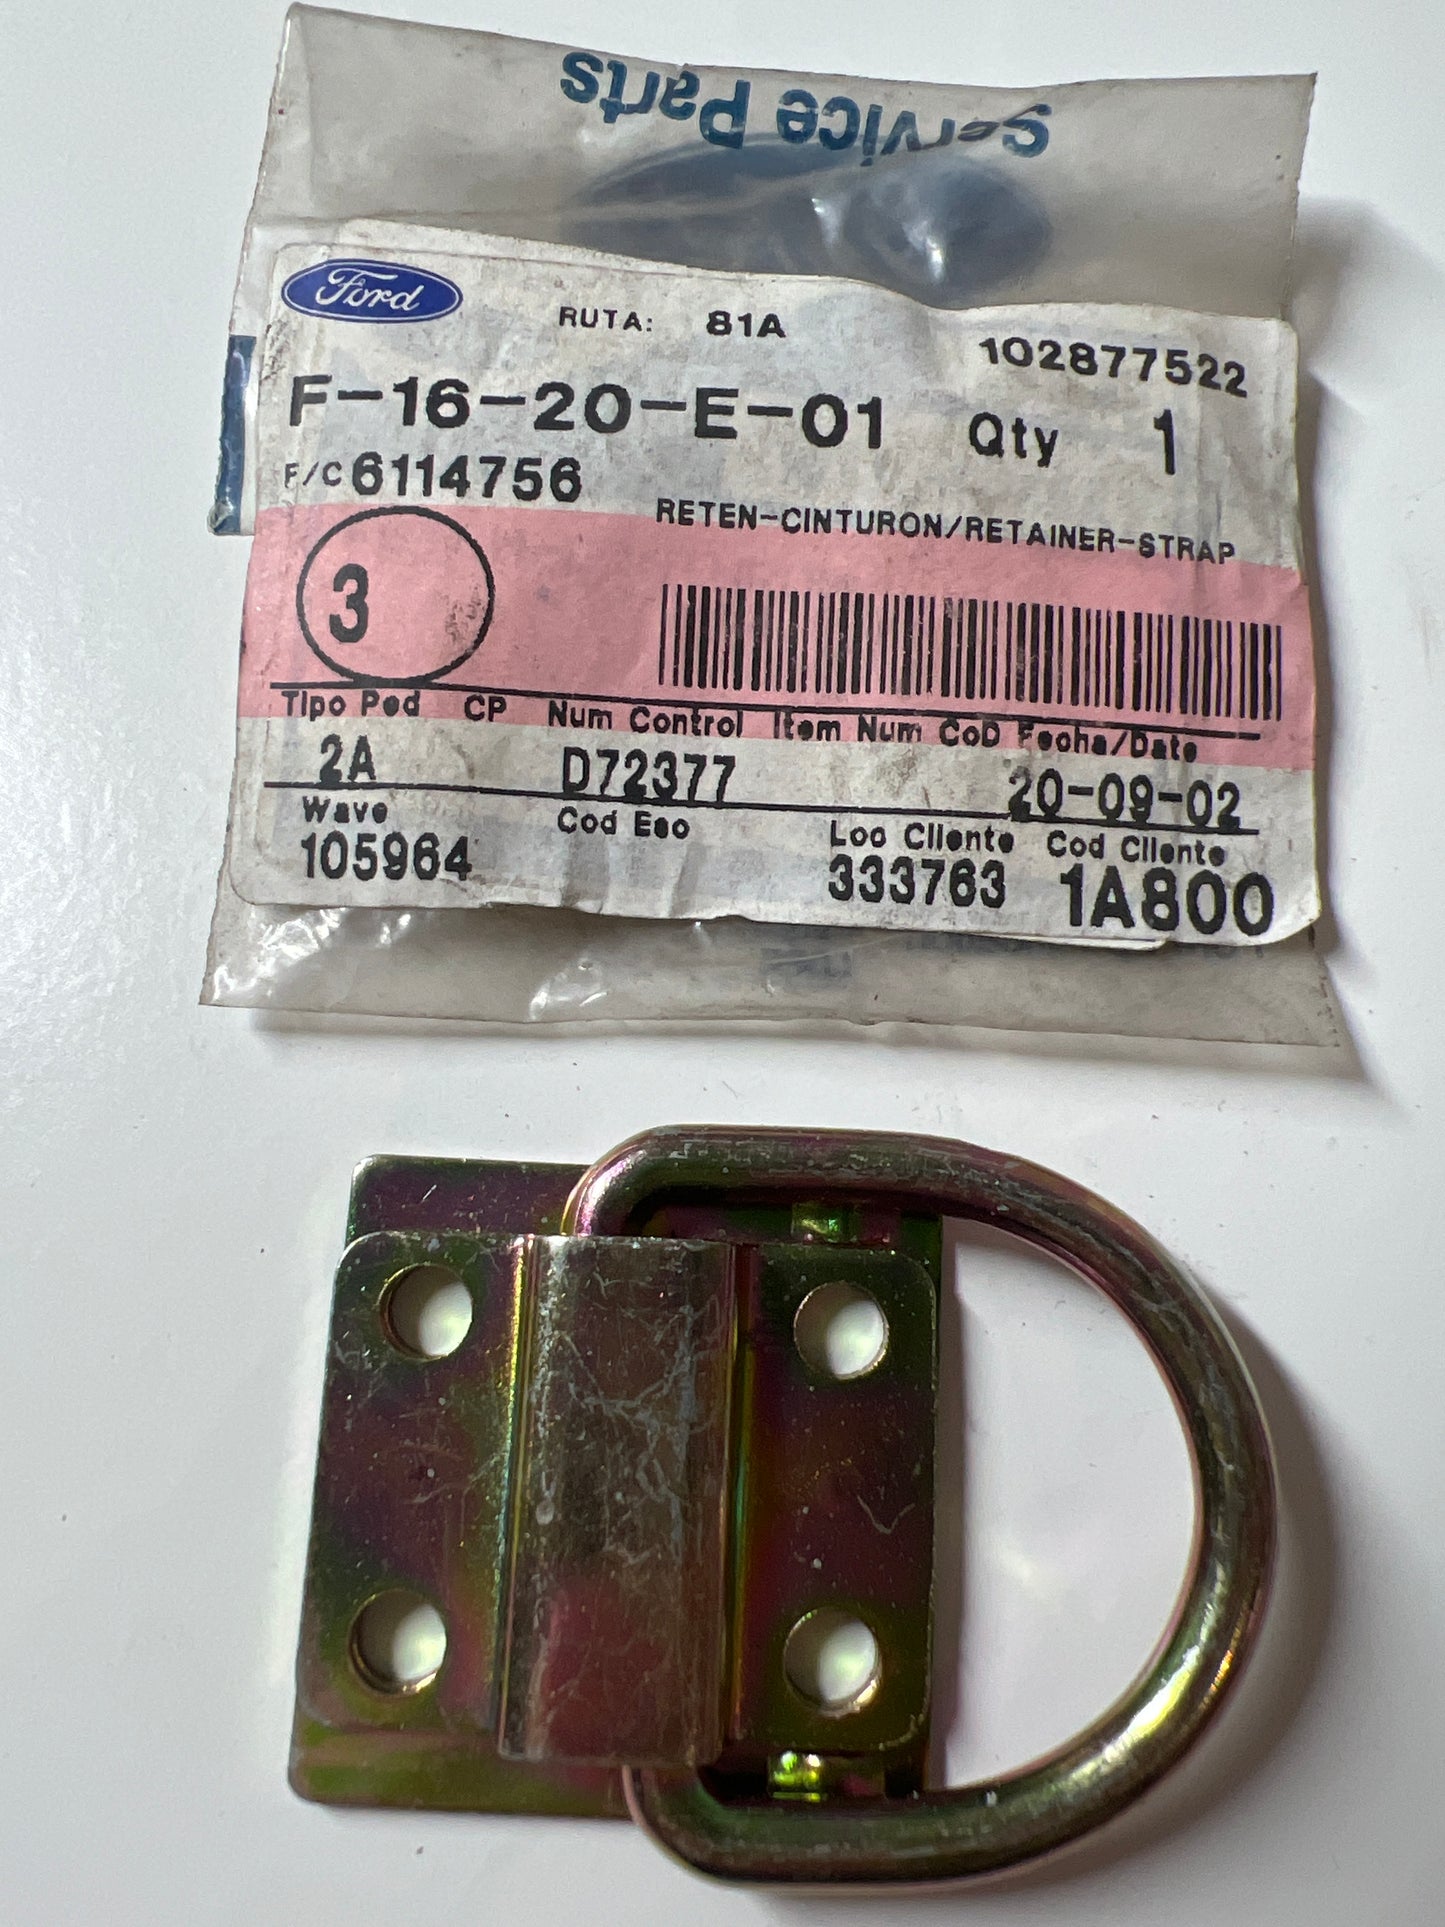 Service Parts
Ford
RUTA: 81A
102877522
F-16-20-E-01 Qty 1
F/C 6114756
RETEN-CINTURON/RETAINER-STRAP
3
Tipo Ped CP Num Control Item Num CoD Fecha/Date
2A D72377 20-09-02
Wave Cod Eso Loc Cliente Cod Cliente
105964 333763 1A800